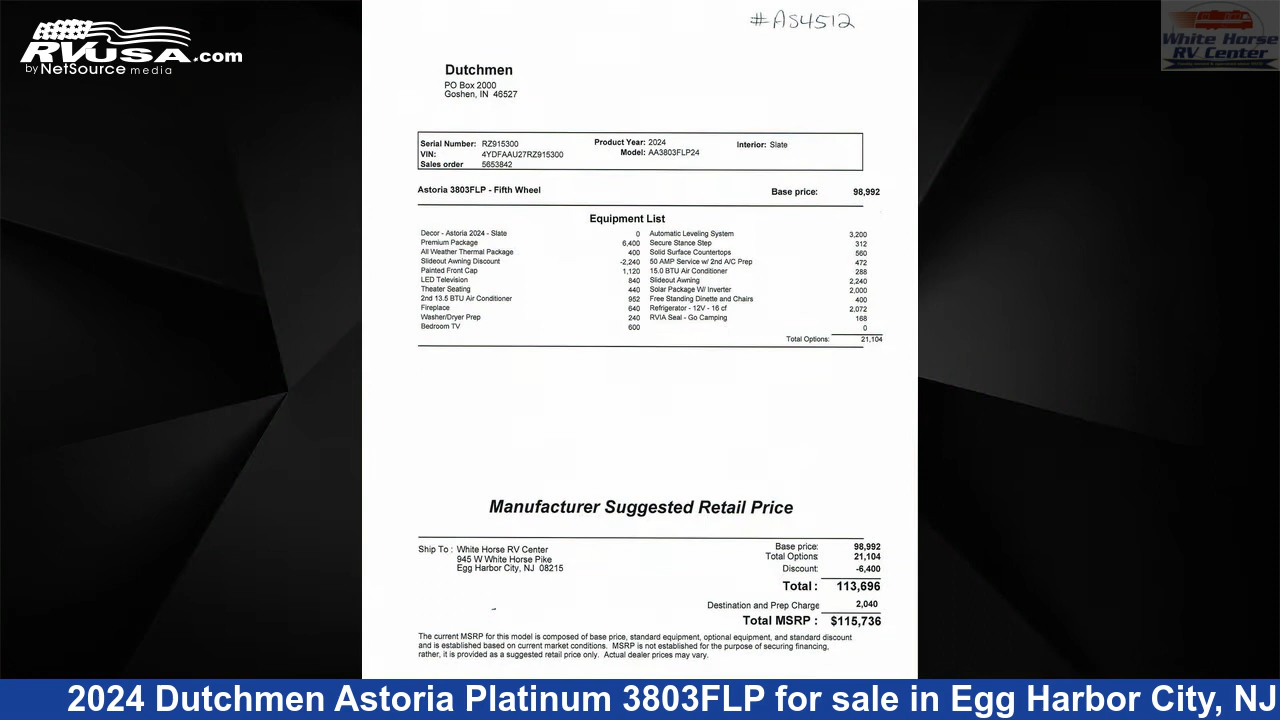 #AS4512
RVUSA.com
by NetSource media
White Horse
RV Center
Dutchmen
PO Box 2000
Goshen, IN 46527
Serial Number: RZ915300 Product Year: 2024 Interior: Slate
VIN: 4YDFAAU27RZ915300 Model: AA3803FLP24
Sales order 5653842
Astoria 3803FLP - Fifth Wheel Base price: 98,992
Equipment List
Decor - Astoria 2024 - Slate 0 Automatic Leveling System 3,200
Premium Package 6,400 Secure Stance Step 312
All Weather Thermal Package 400 Solid Surface Countertops 560
Slideout Awning Discount -2,240 50 AMP Service w/ 2nd A/C Prep 472
Painted Front Cap 1,120 15.0 BTU Air Conditioner 288
LED Television 840 Slideout Awning 2,240
Theater Seating 440 Solar Package W/ Inverter 2,000
2nd 13.5 BTU Air Conditioner 952 Free Standing Dinette and Chairs 400
Fireplace 640 Refrigerator - 12V - 16 cf 2,072
Washer/Dryer Prep 240 RVIA Seal - Go Camping 168
Bedroom TV 600 0
Total Options: 21,104
Manufacturer Suggested Retail Price
Ship To : White Horse RV Center
945 W White Horse Pike
Egg Harbor City, NJ 08215
Base price: 98,992
Total Options: 21,104
Discount: -6,400
Total : 113,696
Destination and Prep Charge 2,040
Total MSRP : $115,736
The current MSRP for this model is composed of base price, standard equipment, optional equipment, and standard discount
and is established based on current market conditions. MSRP is not established for the purpose of securing financing,
rather, it is provided as a suggested retail price only. Actual dealer prices may vary.
2024 Dutchmen Astoria Platinum 3803FLP for sale in Egg Harbor City, NJ